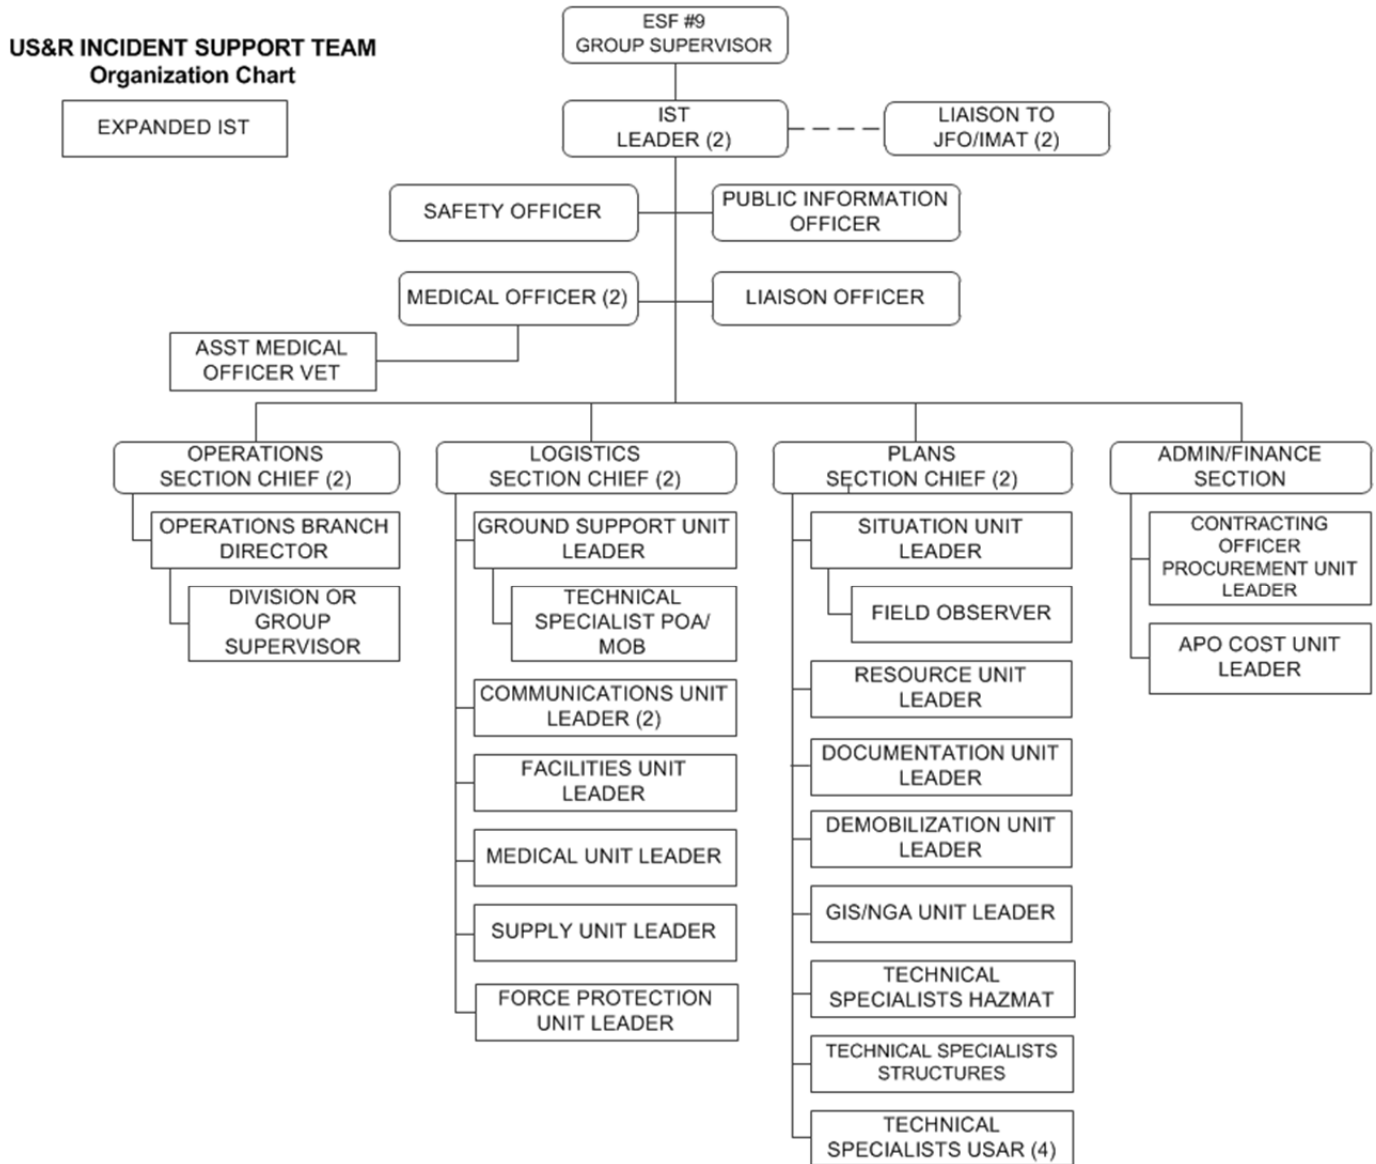 US&R INCIDENT SUPPORT TEAM
Organization Chart
EXPANDED IST
ESF #9
GROUP SUPERVISOR
IST
LEADER (2)
LIAISON TO
JFO/IMAT (2)
SAFETY OFFICER
PUBLIC INFORMATION
OFFICER
MEDICAL OFFICER (2)
LIAISON OFFICER
ASST MEDICAL
OFFICER VET
OPERATIONS
SECTION CHIEF (2)
OPERATIONS BRANCH
DIRECTOR
DIVISION OR
GROUP
SUPERVISOR
LOGISTICS
SECTION CHIEF (2)
GROUND SUPPORT UNIT
LEADER
TECHNICAL
SPECIALIST POA/
MOB
COMMUNICATIONS UNIT
LEADER (2)
FACILITIES UNIT
LEADER
MEDICAL UNIT LEADER
SUPPLY UNIT LEADER
FORCE PROTECTION
UNIT LEADER
PLANS
SECTION CHIEF (2)
SITUATION UNIT
LEADER
FIELD OBSERVER
RESOURCE UNIT
LEADER
DOCUMENTATION UNIT
LEADER
DEMOBILIZATION UNIT
LEADER
GIS/NGA UNIT LEADER
TECHNICAL
SPECIALISTS HAZMAT
TECHNICAL SPECIALISTS
STRUCTURES
TECHNICAL
SPECIALISTS USAR (4)
ADMIN/FINANCE
SECTION
CONTRACTING
OFFICER
PROCUREMENT UNIT
LEADER
APO COST UNIT
LEADER